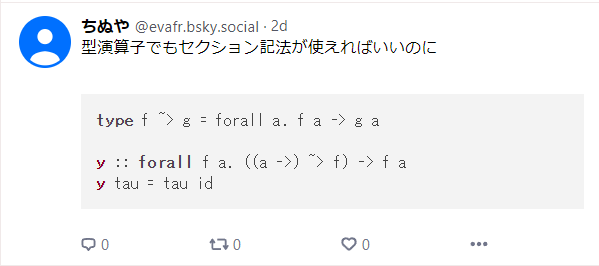 ちぬや @evafr.bsky.social · 2d
型演算子でもセクション記法が使えればいいのに
type f ~> g = forall a. f a -> g a
y :: forall f a. ((a ->) ~> f) -> f a
y tau = tau id
0 0 0